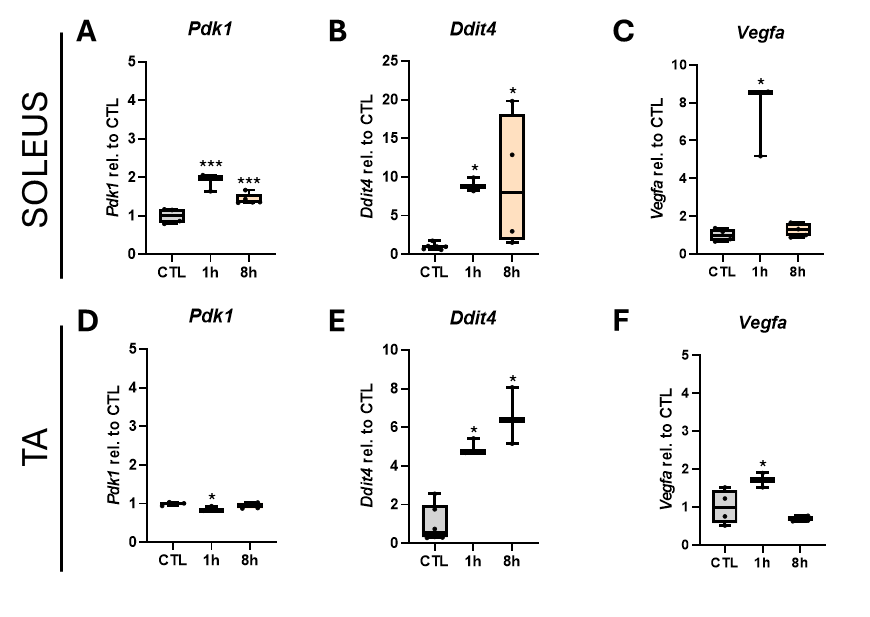 SOLEUS
A
Pdk1
Pdk1 rel. to CTL
5
4
3
2
1
0
***
***
CTL 1h 8h
B
Ddit4
Ddit4 rel. to CTL
25
20
15
10
5
0
*
*
CTL 1h 8h
C
Vegfa
Vegfa rel. to CTL
10
8
6
4
2
0
*
CTL 1h 8h
TA
D
Pdk1
Pdk1 rel. to CTL
5
4
3
2
1
0
*
CTL 1h 8h
E
Ddit4
Ddit4 rel. to CTL
10
8
6
4
2
0
*
*
CTL 1h 8h
F
Vegfa
Vegfa rel. to CTL
5
4
3
2
1
0
*
CTL 1h 8h